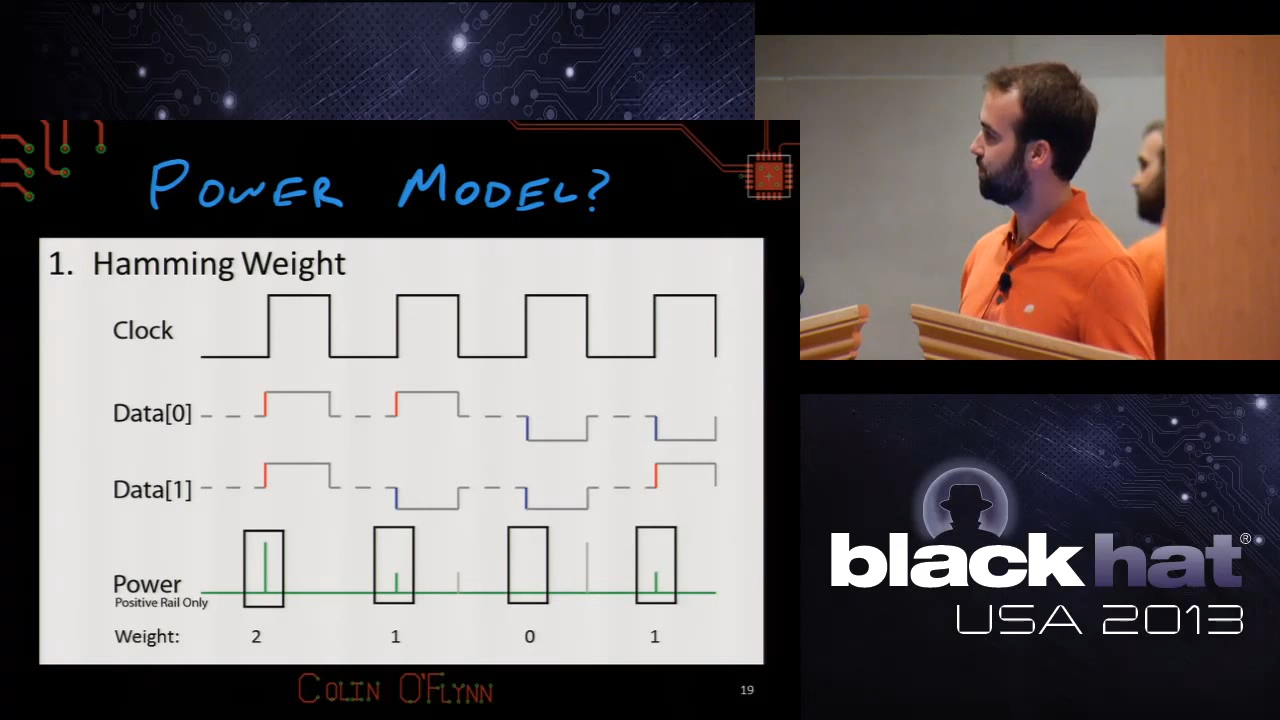 POWER MODEL?
1. Hamming Weight
Clock
Data[0]
Data[1]
Power
Positive Rail Only
Weight: 2 1 0 1
COLIN O'FLYNN
19
black hat®
USA 2013